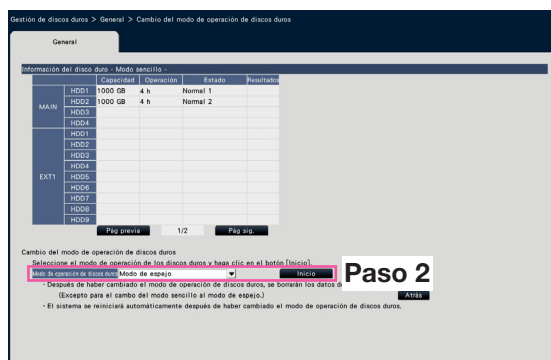 Gestión de discos duros > General > Cambio del modo de operación de discos duros
General
Información del disco duro - Modo sencillo -
Capacidad Operación Estado Resultados
MAIN
HDD1 1000 GB 4 h Normal 1
HDD2 1000 GB 4 h Normal 2
HDD3
HDD4
EXT1
HDD1
HDD2
HDD3
HDD4
HDD5
HDD6
HDD7
HDD8
HDD9
Pág previa 1/2 Pág sig.
Cambio del modo de operación de discos duros
Seleccione el modo de operación de los discos duros y haga clic en el botón [Inicio].
Modo de operación de discos duros Modo de espejo Inicio
Paso 2
- Después de haber cambiado el modo de operación de discos duros, se borrarán los datos d
(Excepto para el cambo del modo sencillo al modo de espejo.)
Atrás
- El sistema se reiniciará automáticamente después de haber cambiado el modo de operación de discos duros.